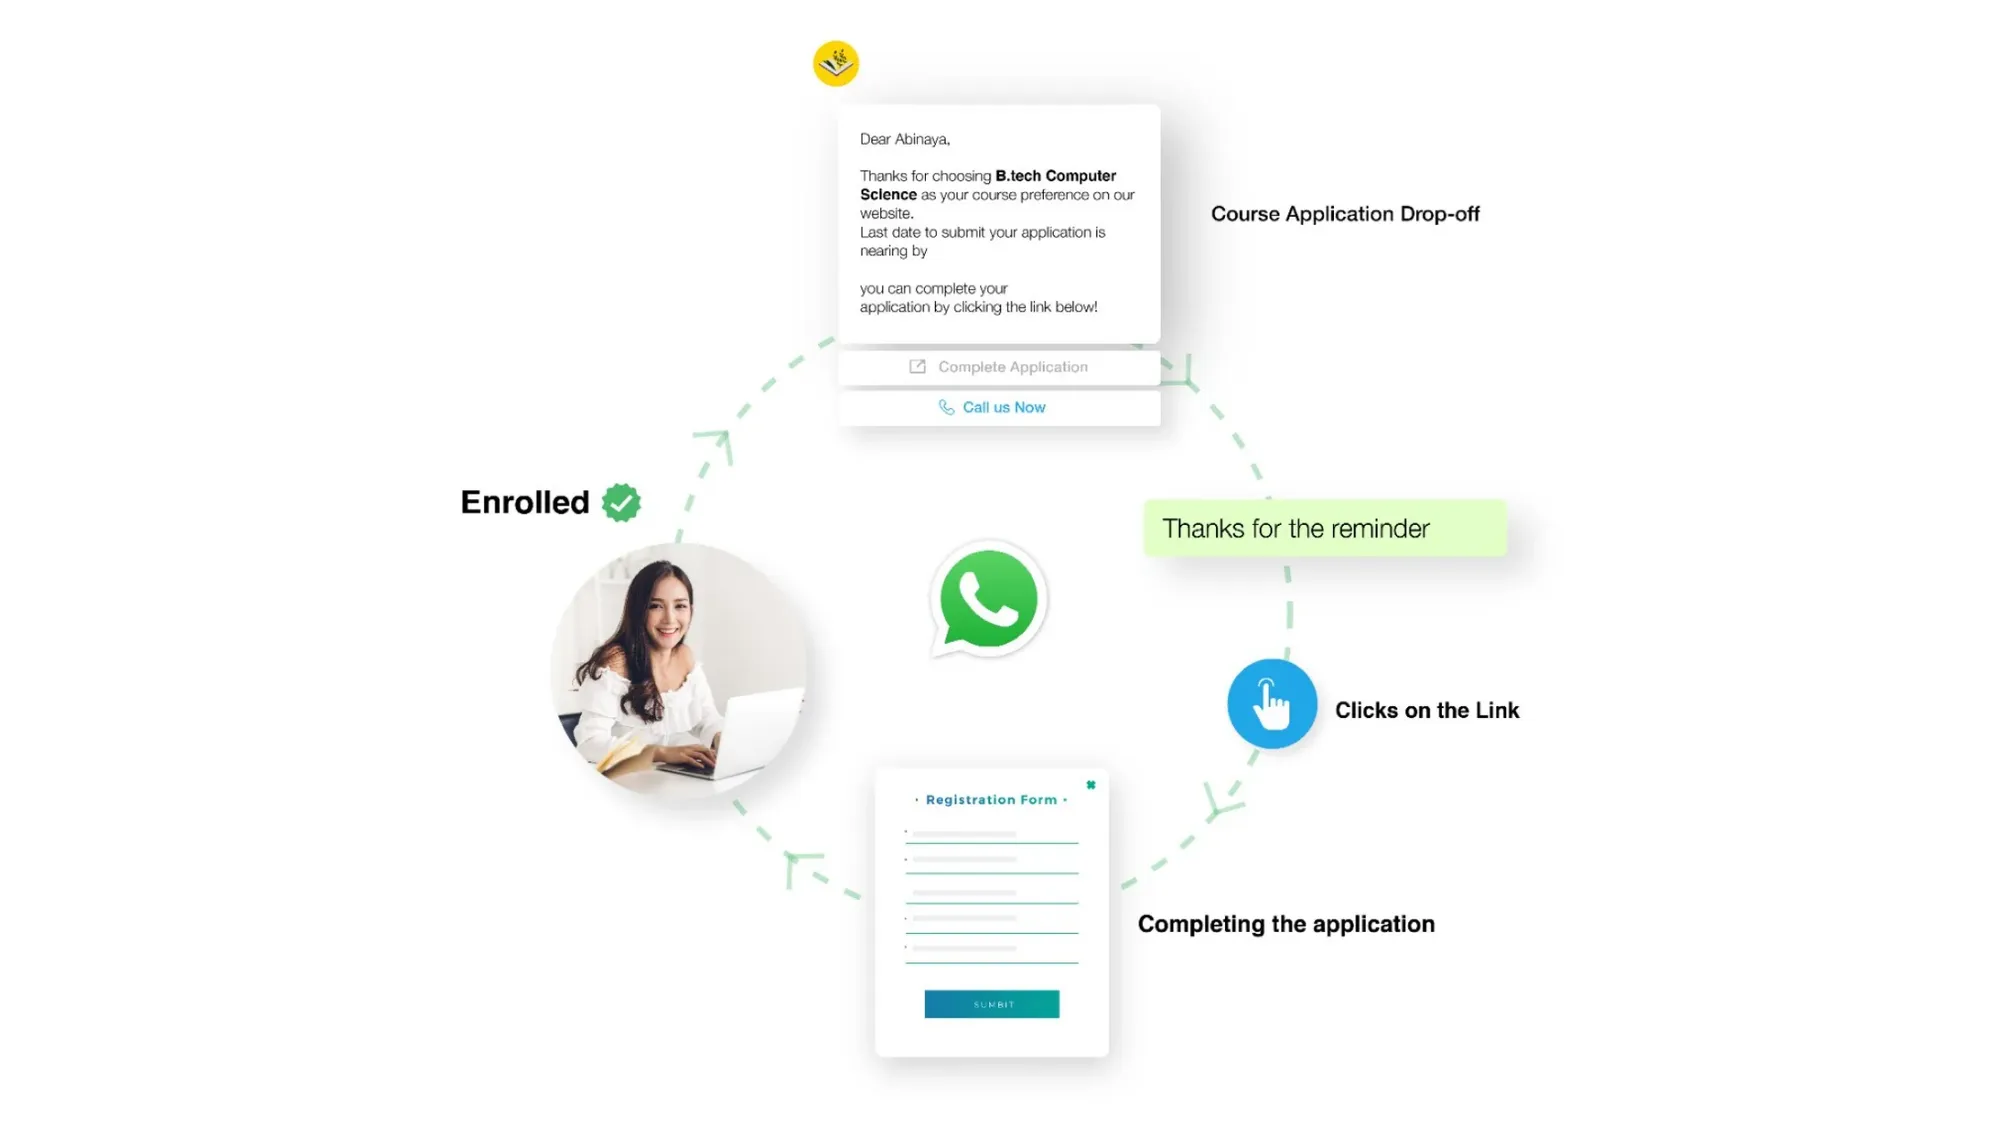 Dear Abinaya,
Thanks for choosing B.tech Computer
Science as your course preference on our
website.
Last date to submit your application is
nearing by
you can complete your
application by clicking the link below!
Complete Application
Call us Now
Course Application Drop-off
Thanks for the reminder
Clicks on the Link
Registration Form
SUMBIT
Completing the application
Enrolled